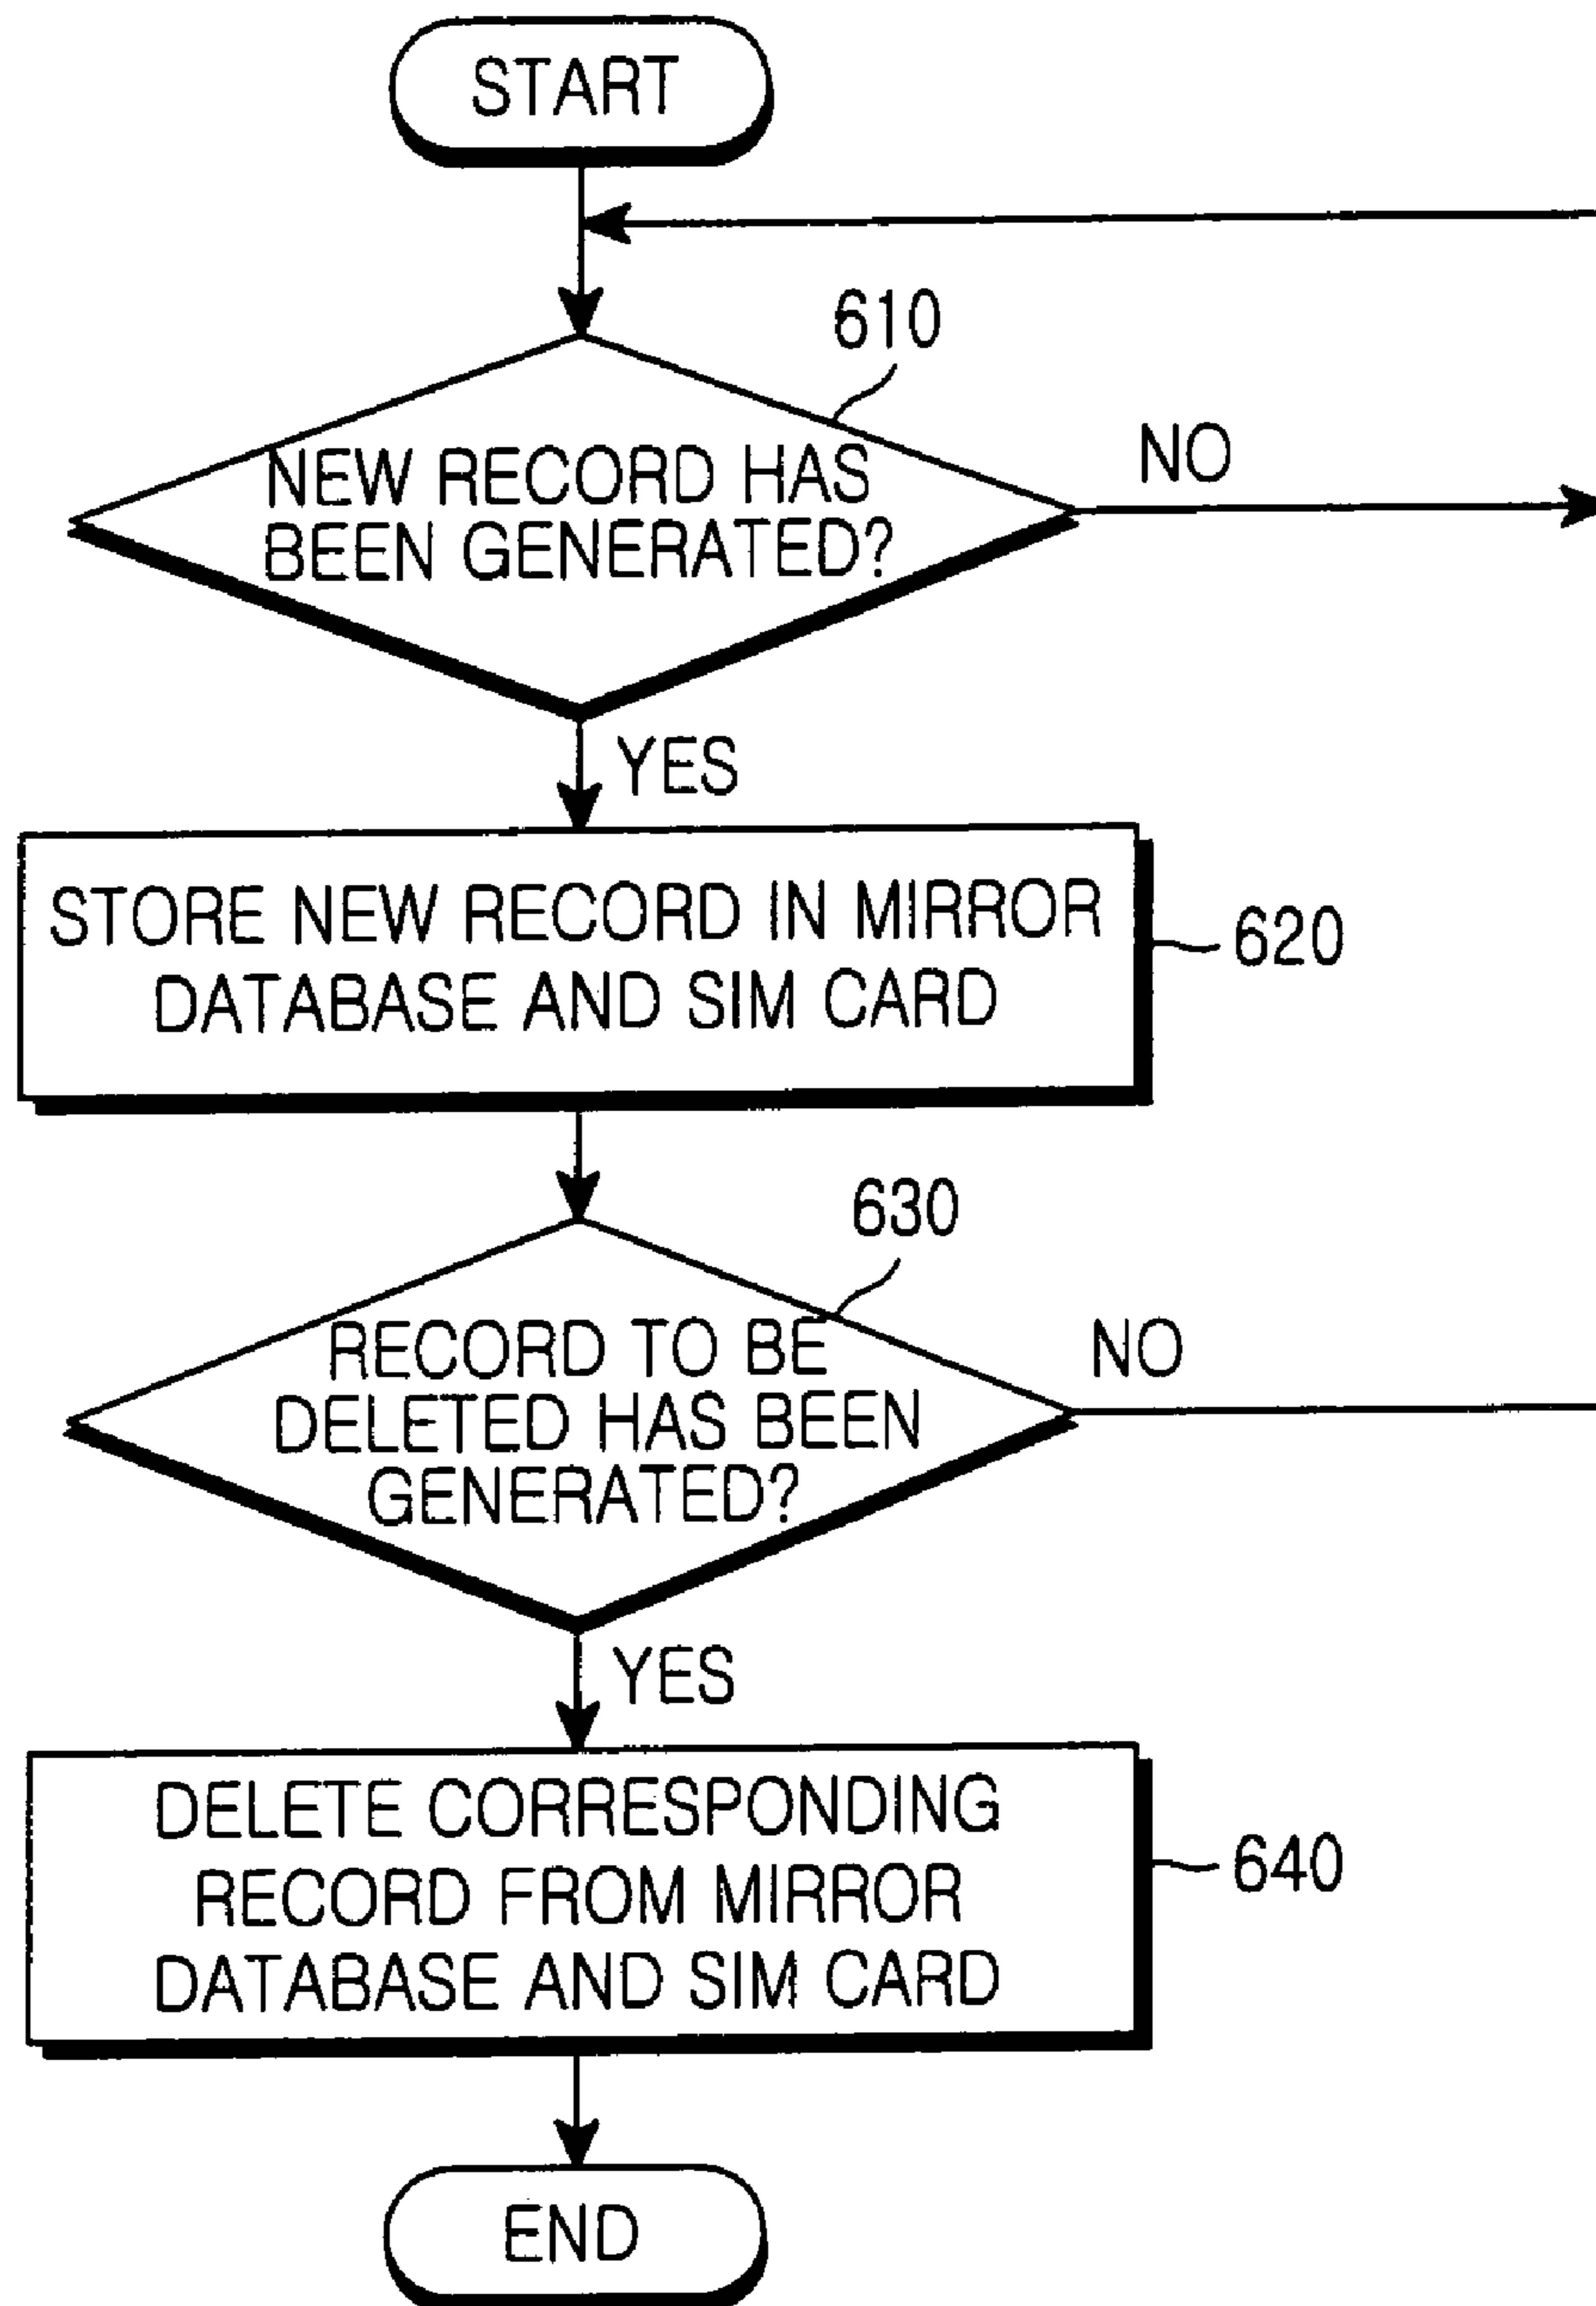 START
610
NEW RECORD HAS
BEEN GENERATED?
NO
YES
STORE NEW RECORD IN MIRROR
DATABASE AND SIM CARD
620
630
RECORD TO BE
DELETED HAS BEEN
GENERATED?
NO
YES
DELETE CORRESPONDING
RECORD FROM MIRROR
DATABASE AND SIM CARD
640
END